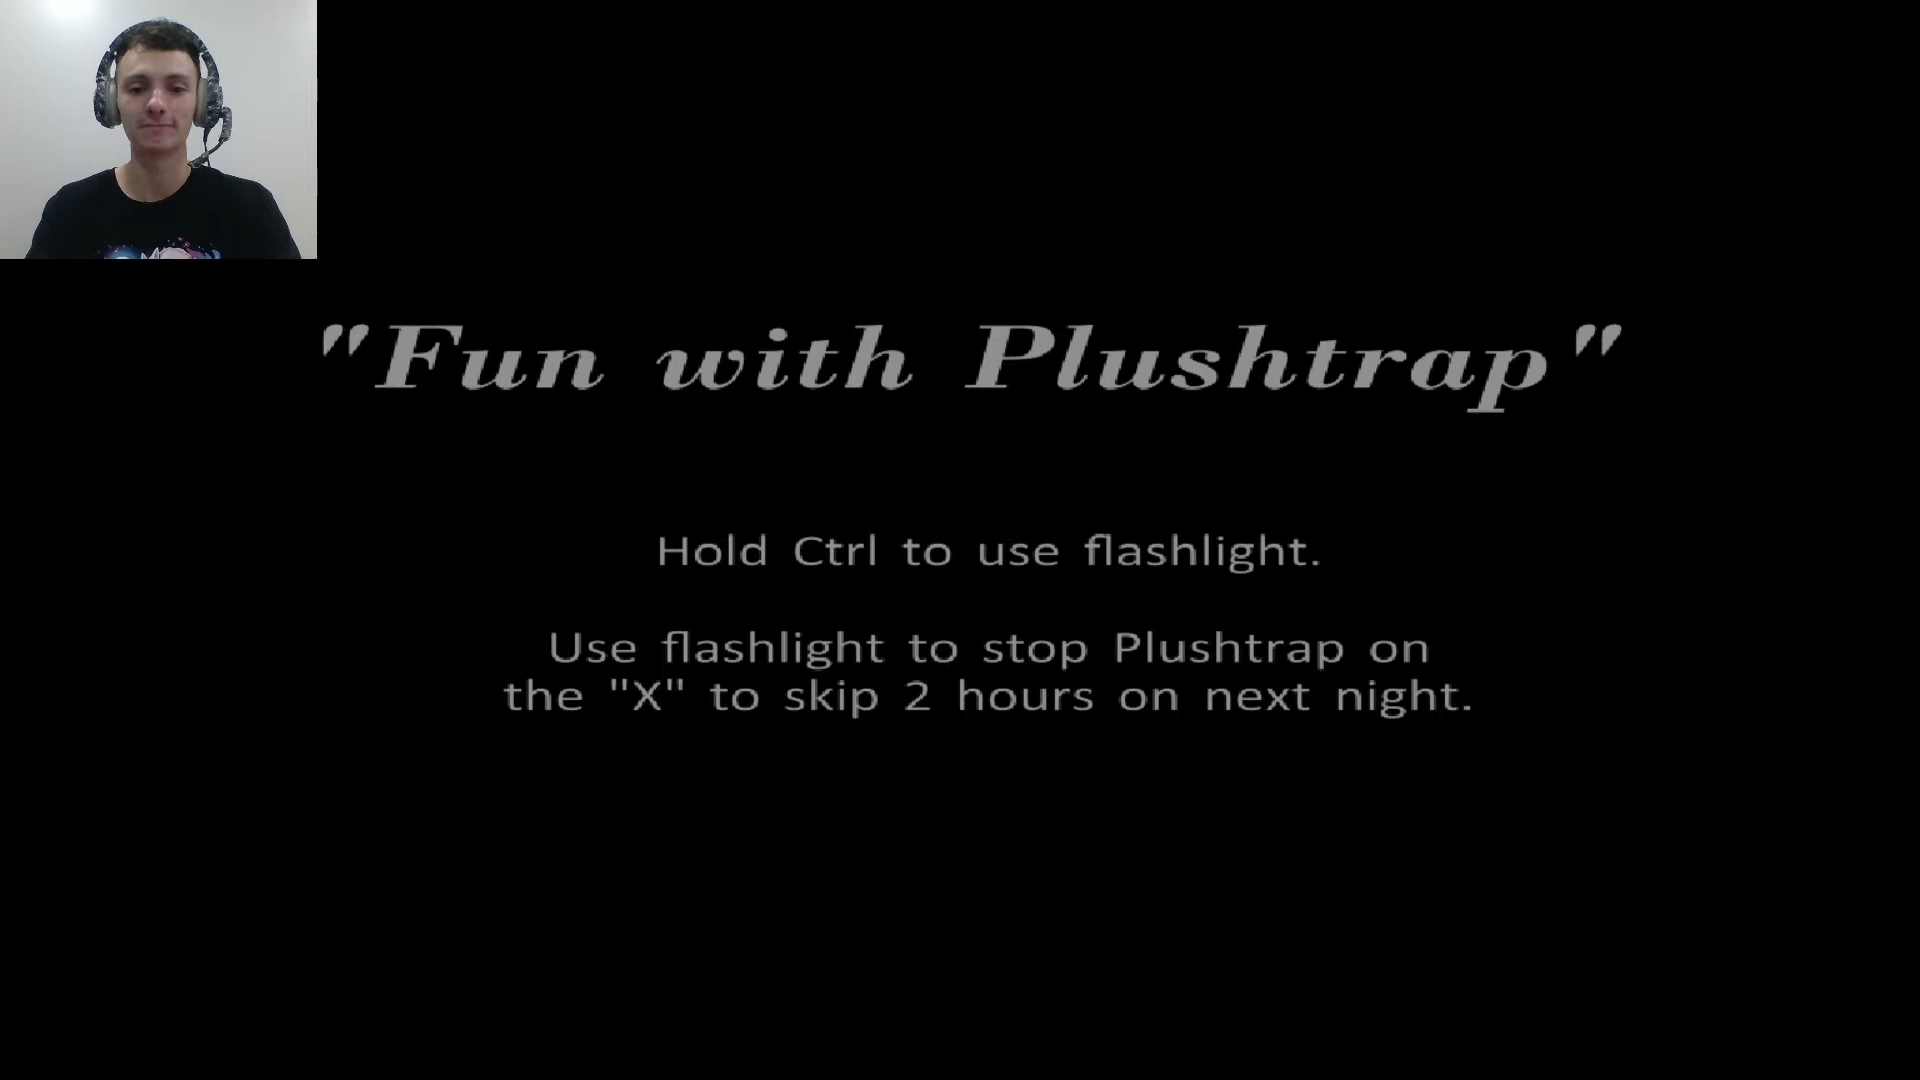 "Fun with Plushtrap"
Hold Ctrl to use flashlight.
Use flashlight to stop Plushtrap on
the "X" to skip 2 hours on next night.